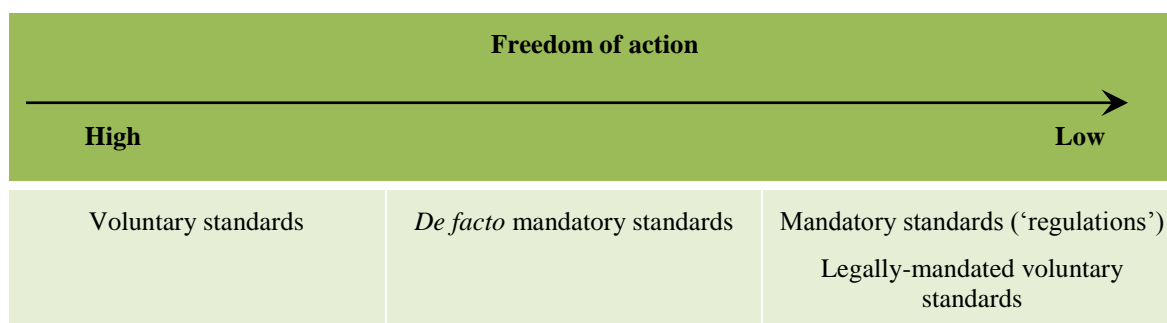 Freedom of action
High Low
Voluntary standards De facto mandatory standards Mandatory standards (‘regulations’)
Legally-mandated voluntary
standards